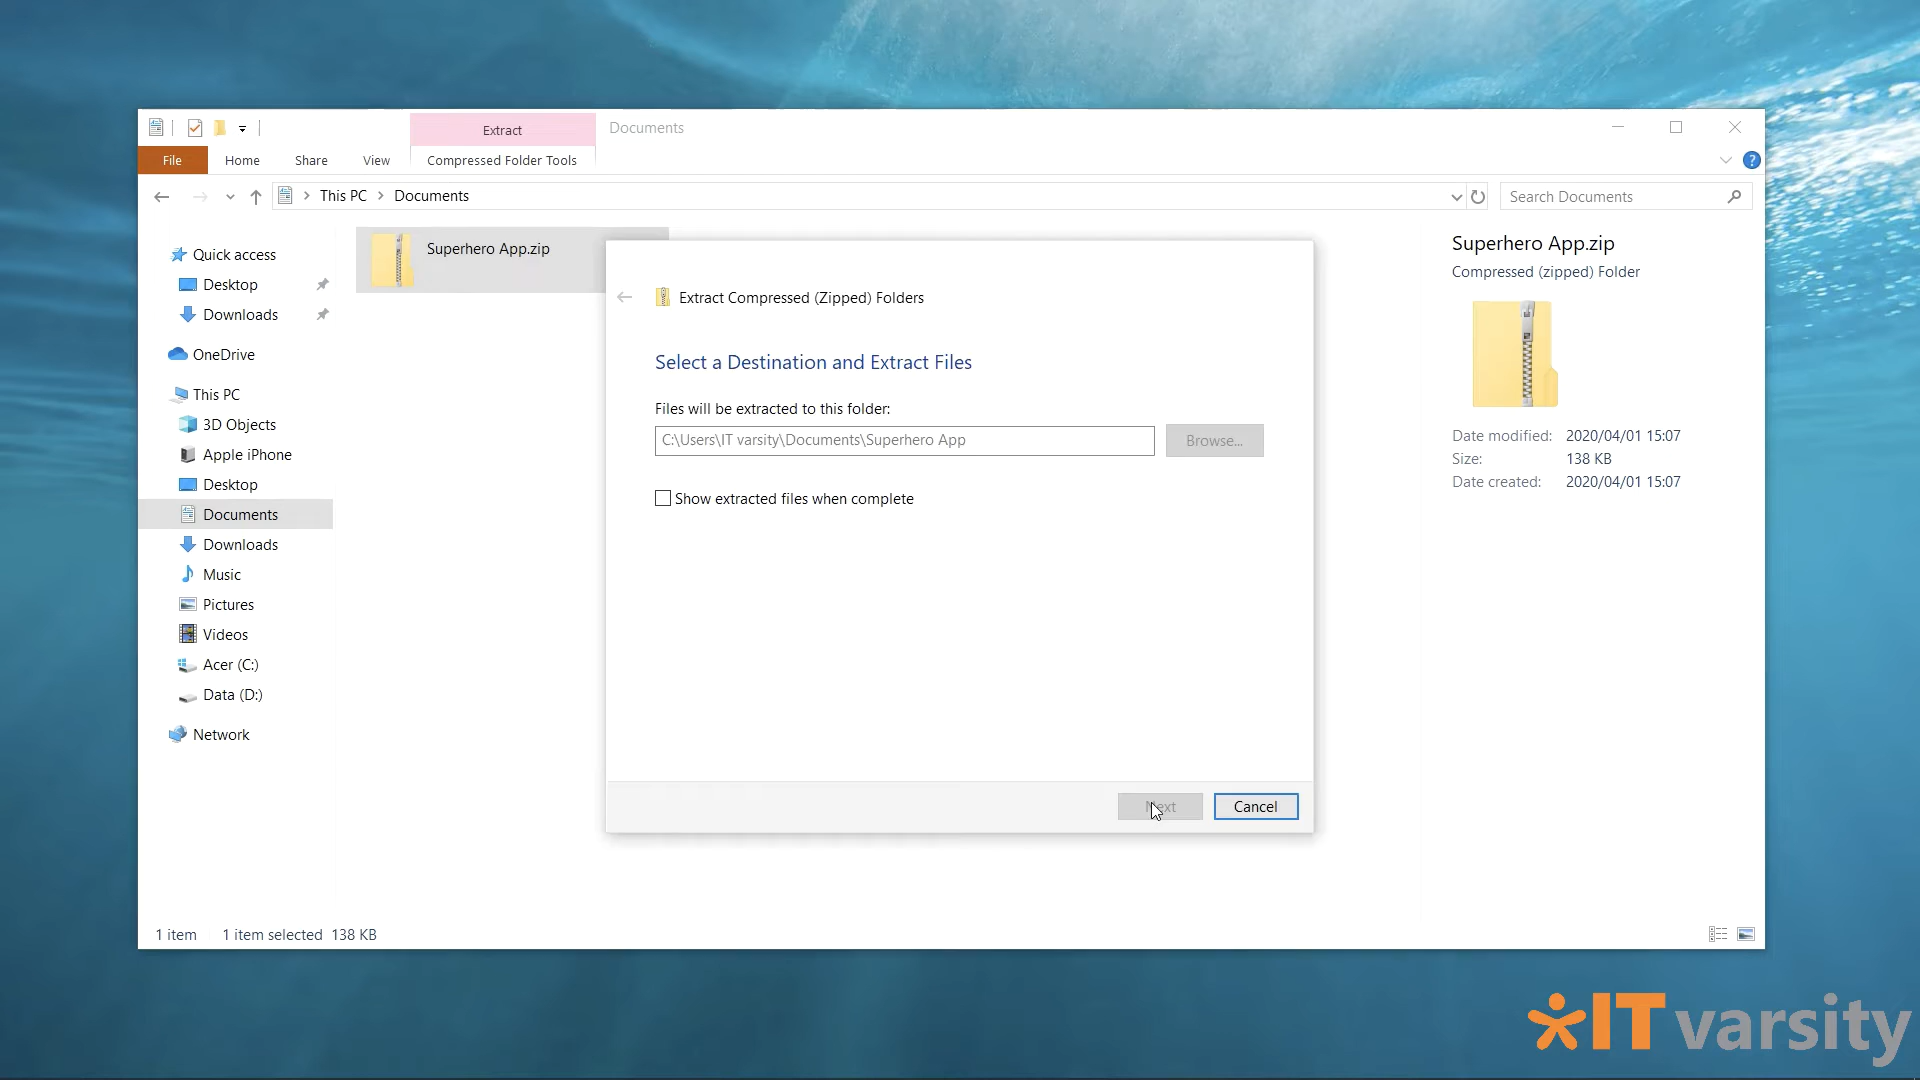 Extract
Documents
File
Home
Share
View
Compressed Folder Tools
?
This PC
Documents
Search Documents
Quick access
Desktop
Downloads
OneDrive
This PC
3D Objects
Apple iPhone
Desktop
Documents
Downloads
Music
Pictures
Videos
Acer (C:)
Data (D:)
Network
Superhero App.zip
Extract Compressed (Zipped) Folders
Select a Destination and Extract Files
Files will be extracted to this folder:
C:\Users\IT varsity\Documents\Superhero App
Browse...
Show extracted files when complete
Next
Cancel
Superhero App.zip
Compressed (zipped) Folder
Date modified: 2020/04/01 15:07
Size: 138 KB
Date created: 2020/04/01 15:07
1 item 1 item selected 138 KB
IT varsity